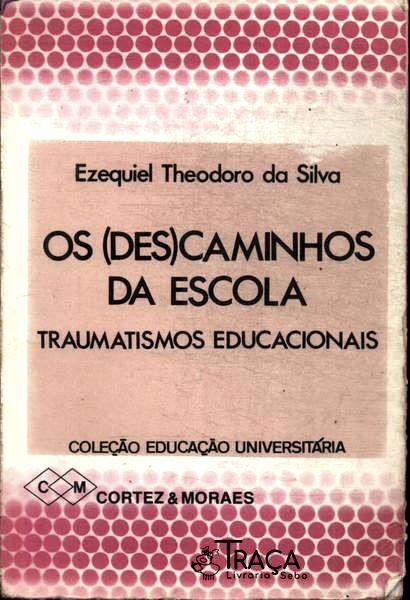 Ezequiel Theodoro da Silva
OS (DES)CAMINHOS
DA ESCOLA
TRAUMATISMOS EDUCACIONAIS
COLEÇÃO EDUCAÇÃO UNIVERSITÁRIA
C M CORTEZ & MORAES
TRAÇA
Livraria Sebo